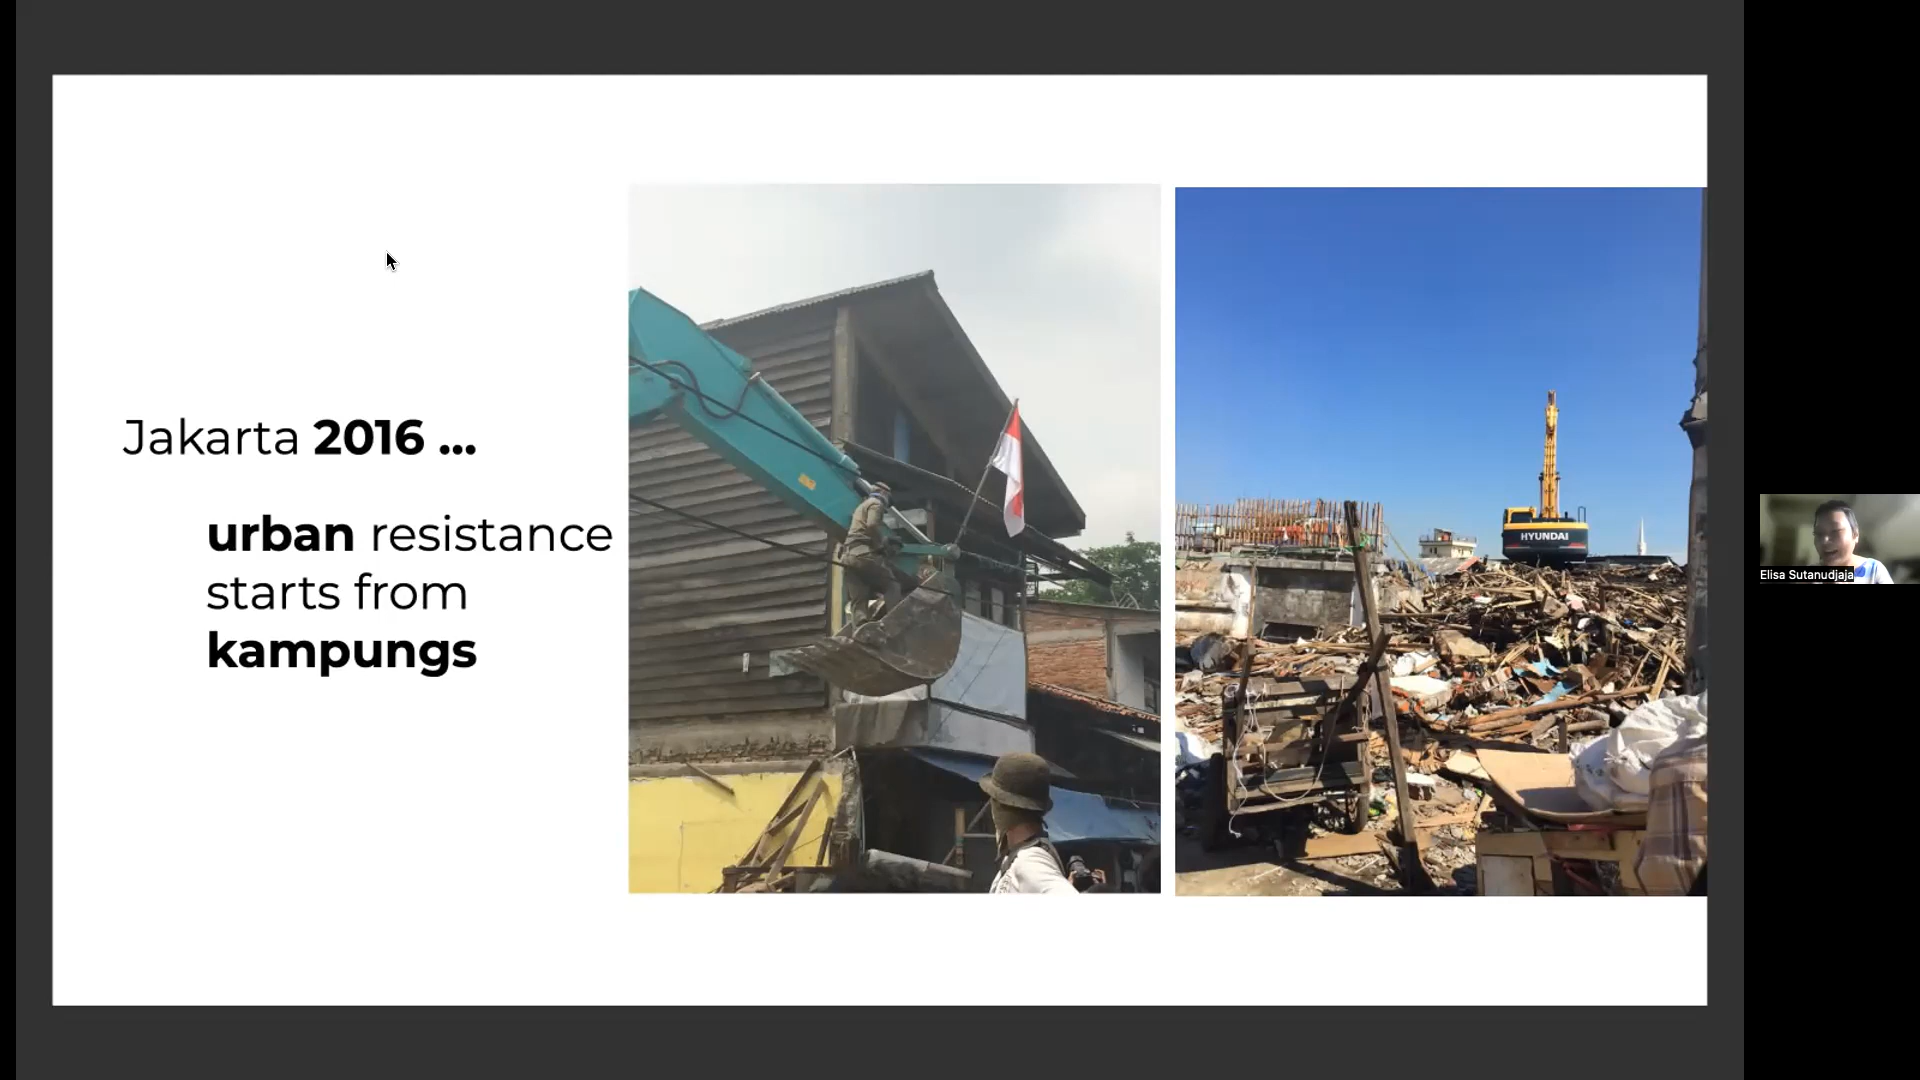 Jakarta 2016 ...
urban resistance
starts from
kampungs
HYUNDAI
Elisa Sutanudjaja